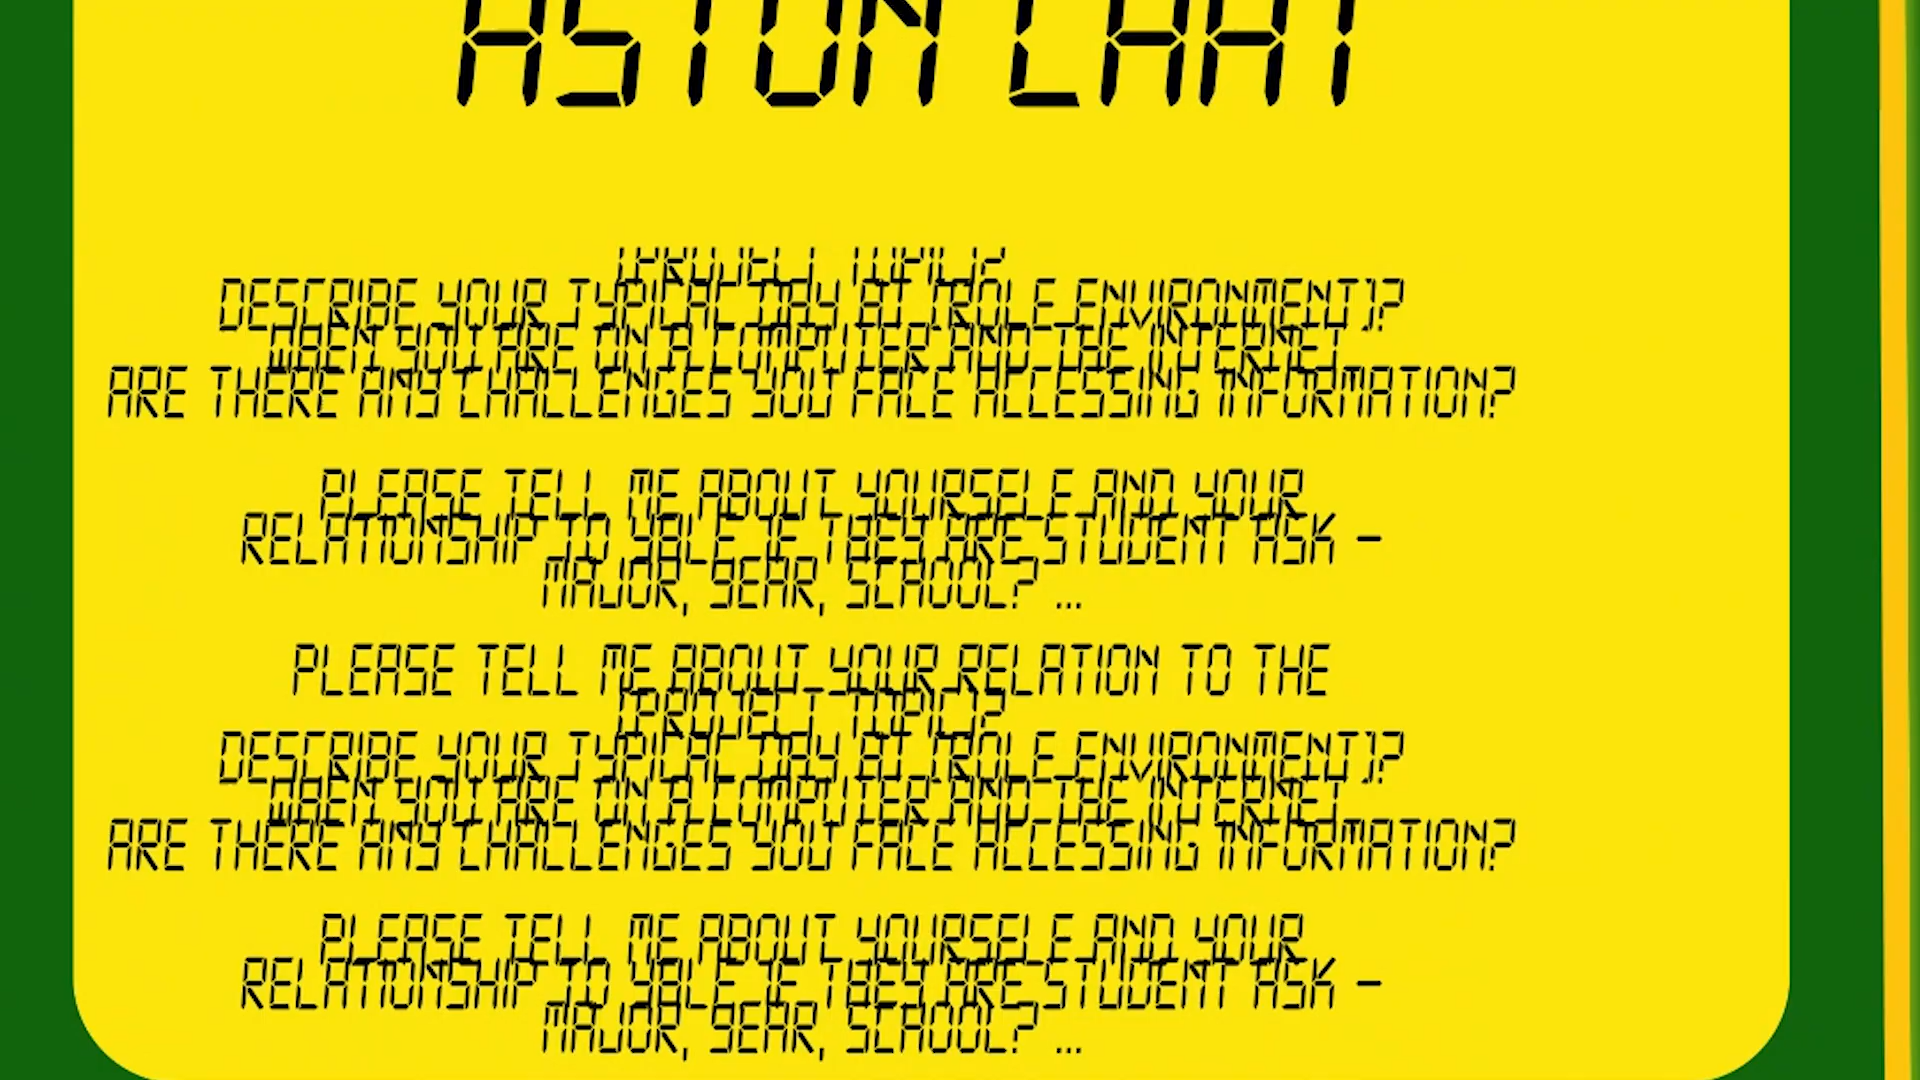 ASTON CHAT
[PROJECT TOPIC]?
DESCRIBE YOUR TYPICAL DAY AT [ROLE ENVIRONMENT]?
WHEN YOU ARE ON A COMPUTER AND THE INTERNET
ARE THERE ANY CHALLENGES YOU FACE ACCESSING INFORMATION?
PLEASE TELL ME ABOUT YOURSELF AND YOUR
RELATIONSHIP TO YALE IF THEY ARE STUDENT ASK -
MAJOR, YEAR, SCHOOL? ...
PLEASE TELL ME ABOUT YOUR RELATION TO THE
[PROJECT TOPIC]?
DESCRIBE YOUR TYPICAL DAY AT [ROLE ENVIRONMENT]?
WHEN YOU ARE ON A COMPUTER AND THE INTERNET
ARE THERE ANY CHALLENGES YOU FACE ACCESSING INFORMATION?
PLEASE TELL ME ABOUT YOURSELF AND YOUR
RELATIONSHIP TO YALE IF THEY ARE STUDENT ASK -
MAJOR, YEAR, SCHOOL? ...